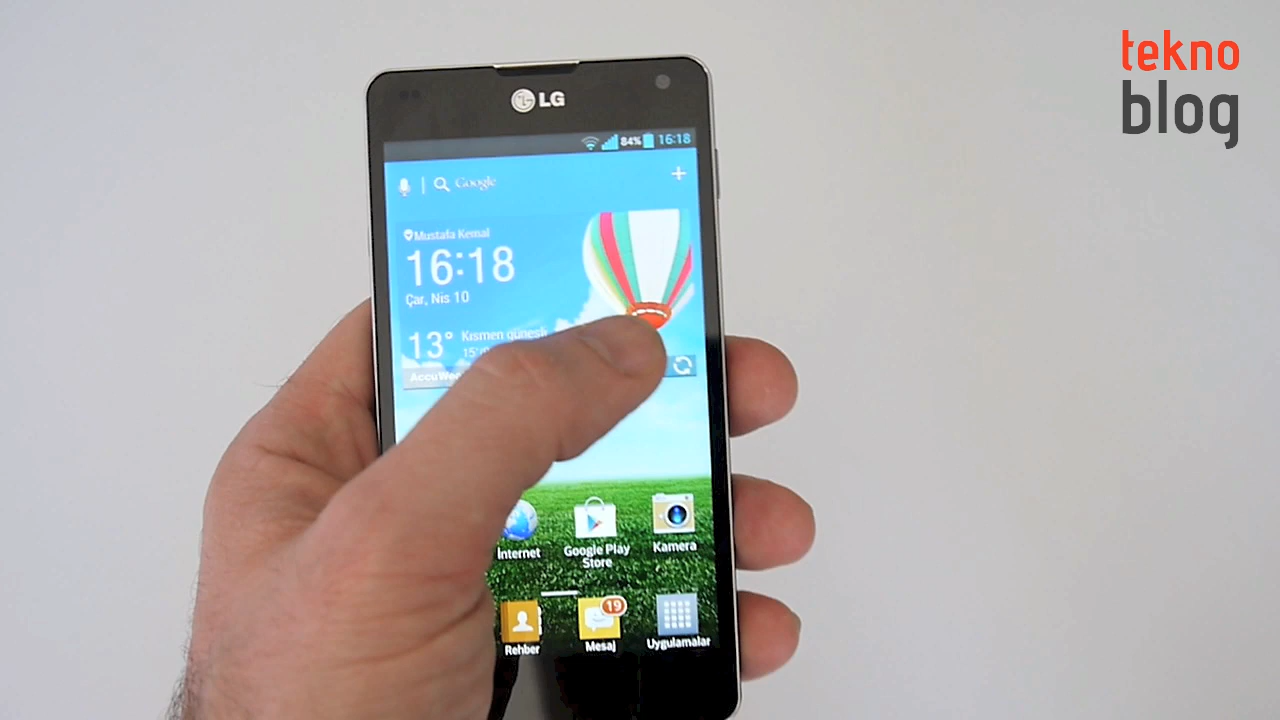 tekno
blog
LG
84% 16:18
Google
Mustafa Kemal
16:18
Çar, Nis 10
13° Kısmen güneşli
15°
İnternet
Google Play
Store
Kamera
19
Rehber
Mesaj
Uygulamalar